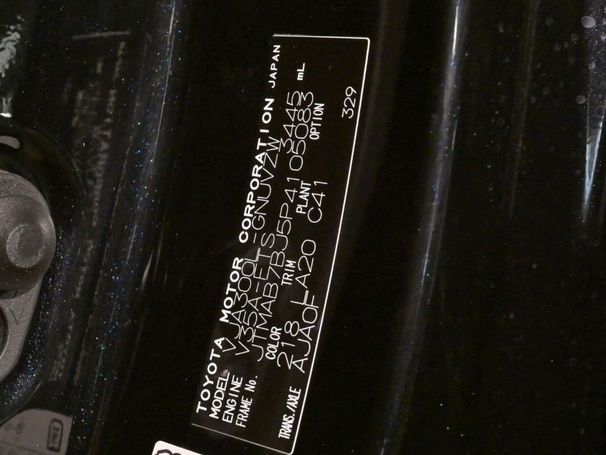 TOYOTA MOTOR CORPORATION JAPAN
MODEL VJA300L-GNUVZW
ENGINE V35A-FTS 3445 mL
FRAME No. JTMAB7BJ5P4105083
COLOR TRIM PLANT OPTION
218 LA20 C41
TRANS./AXLE AJA0F
329